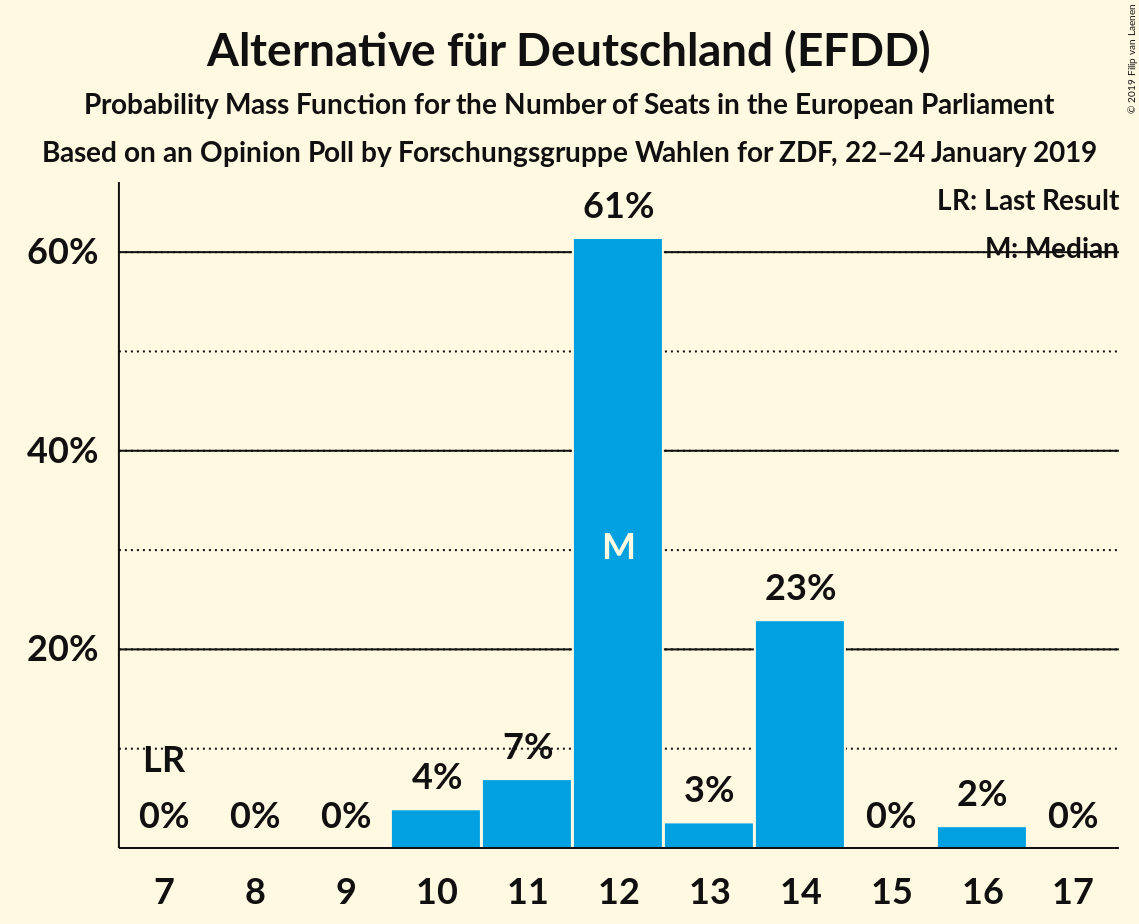 Alternative für Deutschland (EFDD)
Probability Mass Function for the Number of Seats in the European Parliament
Based on an Opinion Poll by Forschungsgruppe Wahlen for ZDF, 22–24 January 2019
© 2019 Filip van Laenen
LR: Last Result
M: Median
61%
60%
40%
M
23%
20%
LR
7%
4%
3%
2%
0% 0% 0% 0% 0%
7 8 9 10 11 12 13 14 15 16 17